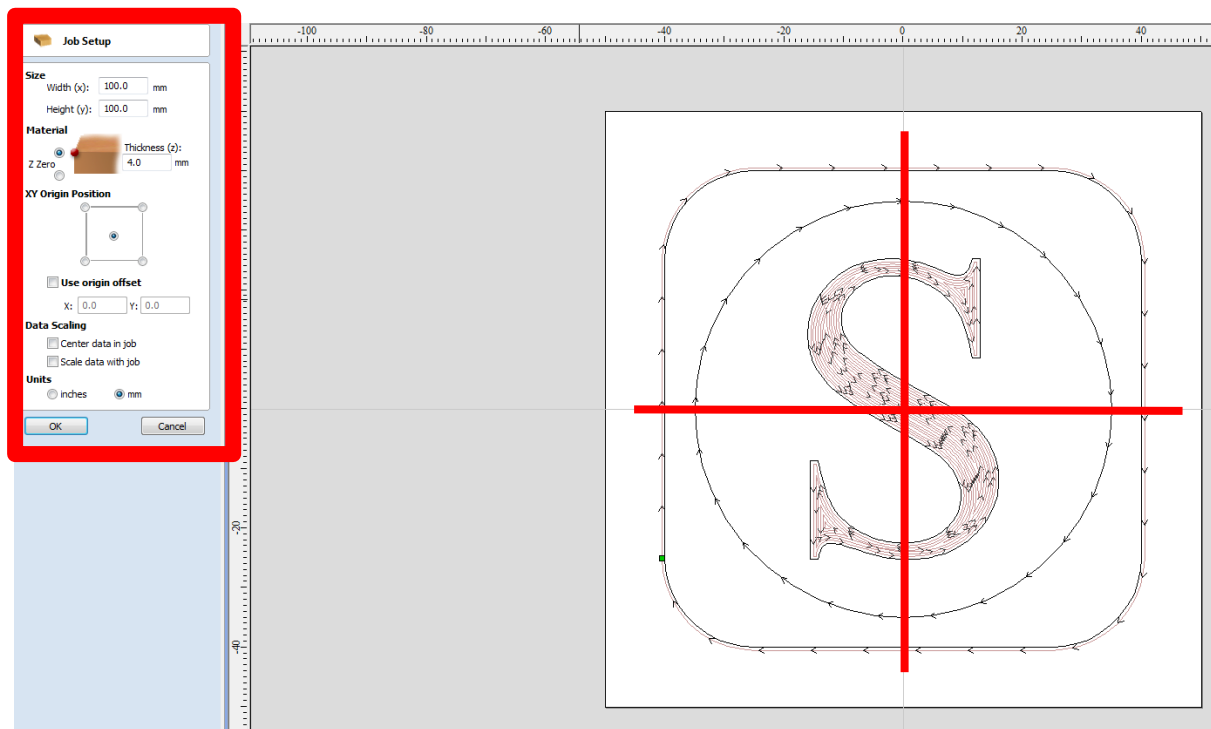 Job Setup
-100 -80 -60 -40 -20 0 20 40
Size
Width (x): 100.0 mm
Height (y): 100.0 mm
Material
Thickness (z):
Z Zero 4.0 mm
XY Origin Position
Use origin offset
X: 0.0 Y: 0.0
Data Scaling
Center data in job
Scale data with job
Units
inches mm
OK Cancel
-20
-40
S